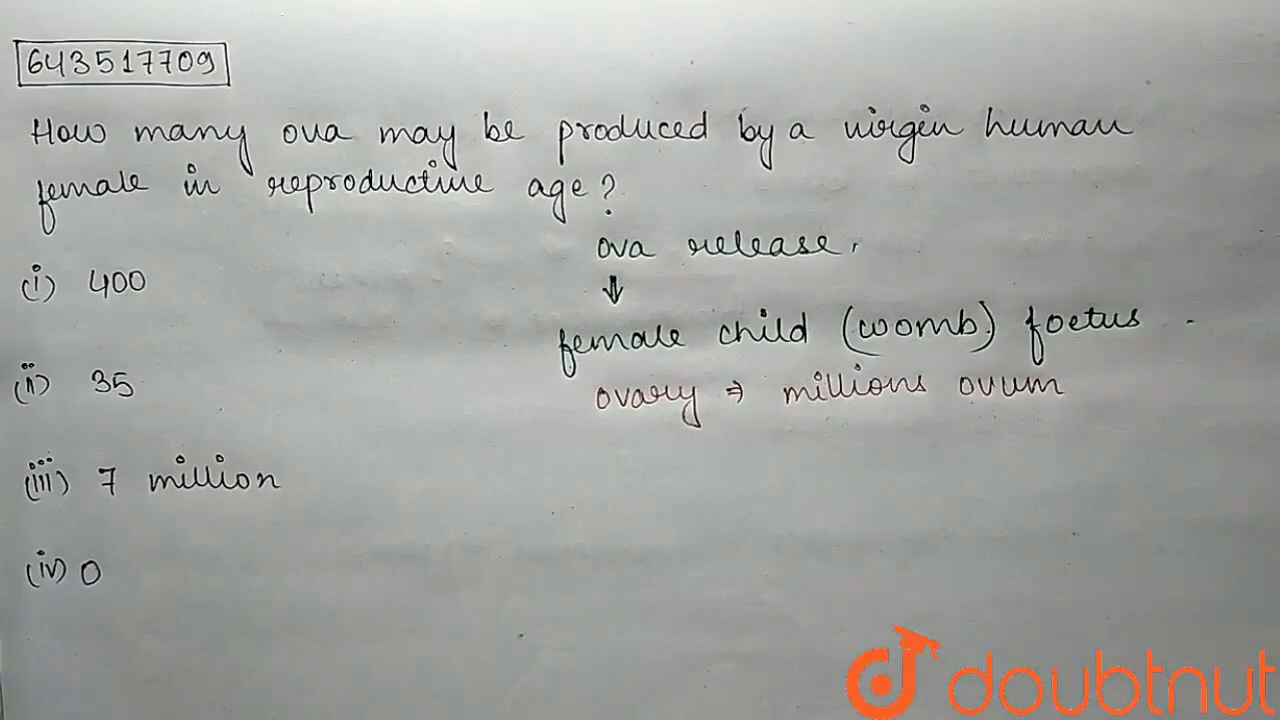 643517709
How many ova may be produced by a virgin human
female in reproductive age?
ova release,
(i) 400
↓
female child (womb) foetus -
(ii) 35
ovary ⇒ millions ovum
(iii) 7 million
(iv) 0
doubtnut